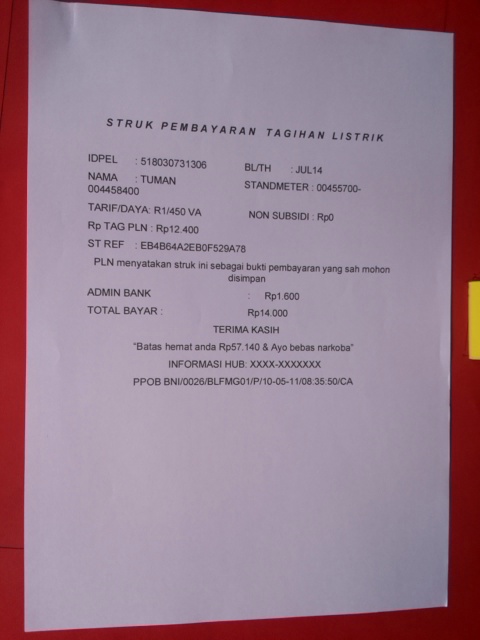 STRUK PEMBAYARAN TAGIHAN LISTRIK
IDPEL : 518030731306 BL/TH : JUL14
NAMA : TUMAN STANDMETER : 00455700-
004458400
TARIF/DAYA: R1/450 VA NON SUBSIDI : Rp0
Rp TAG PLN : Rp12.400
ST REF : EB4B64A2EB0F529A78
PLN menyatakan struk ini sebagai bukti pembayaran yang sah mohon
disimpan
ADMIN BANK : Rp1.600
TOTAL BAYAR : Rp14.000
TERIMA KASIH
"Batas hemat anda Rp57.140 & Ayo bebas narkoba"
INFORMASI HUB: XXXX-XXXXXXX
PPOB BNI/0026/BLFMG01/P/10-05-11/08:35:50/CA